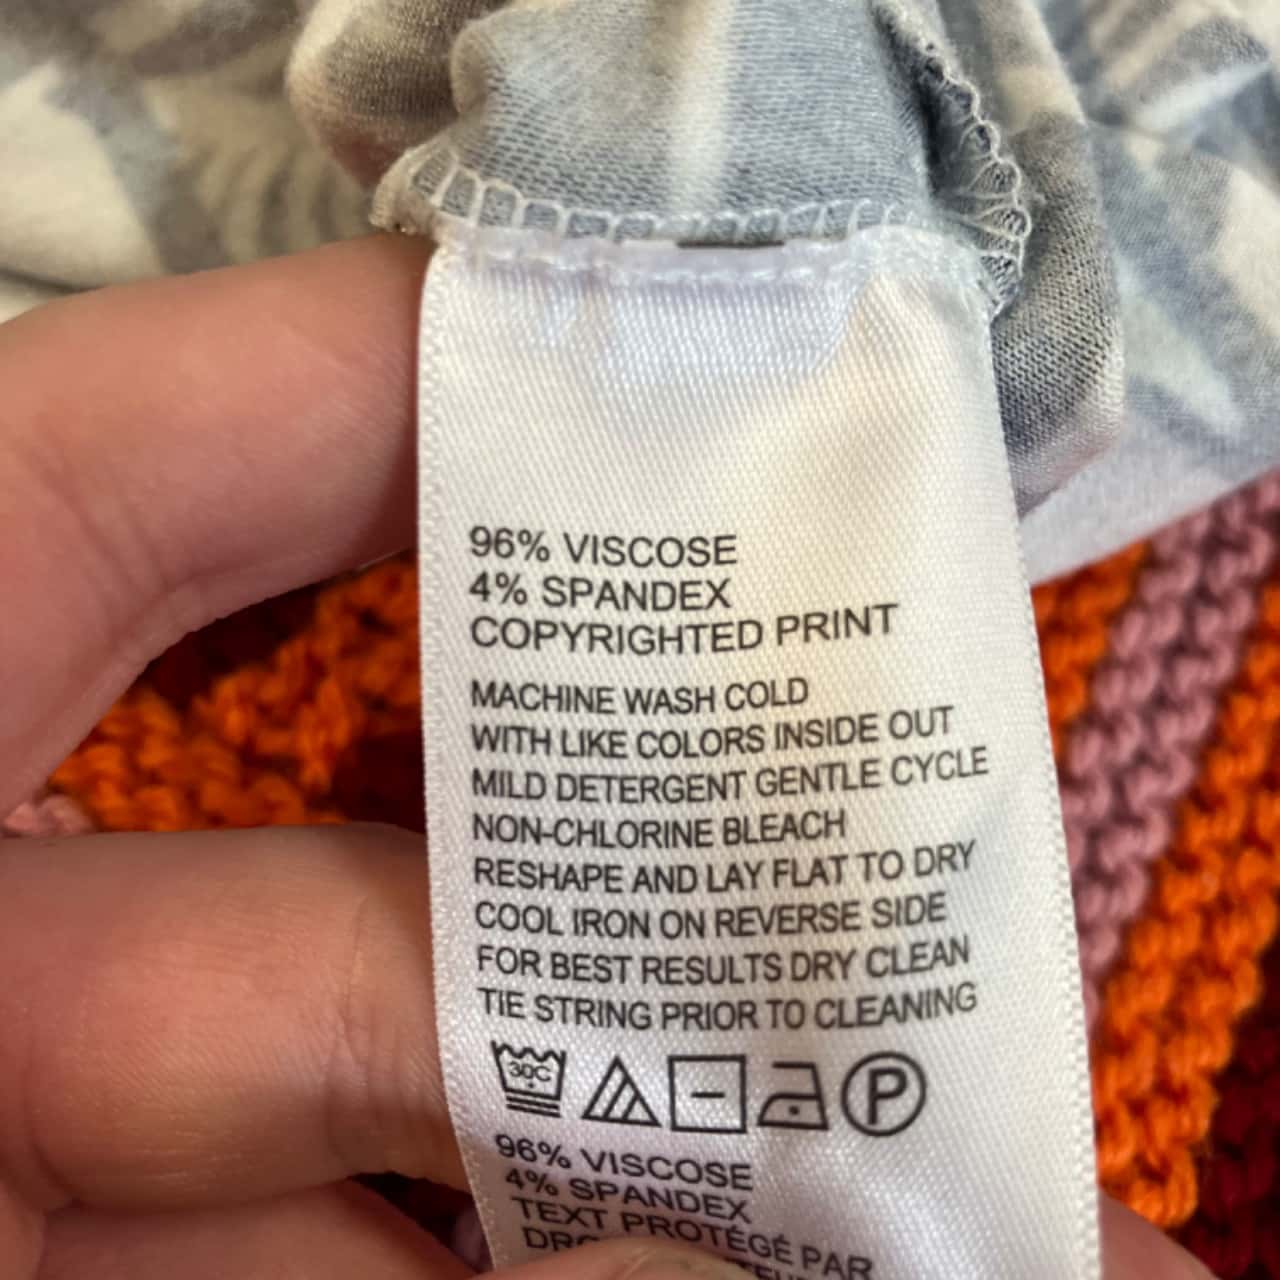 96% VISCOSE
4% SPANDEX
COPYRIGHTED PRINT
MACHINE WASH COLD
WITH LIKE COLORS INSIDE OUT
MILD DETERGENT GENTLE CYCLE
NON-CHLORINE BLEACH
RESHAPE AND LAY FLAT TO DRY
COOL IRON ON REVERSE SIDE
FOR BEST RESULTS DRY CLEAN
TIE STRING PRIOR TO CLEANING
30C P
96% VISCOSE
4% SPANDEX
TEXT PROTÉGÉ PAR